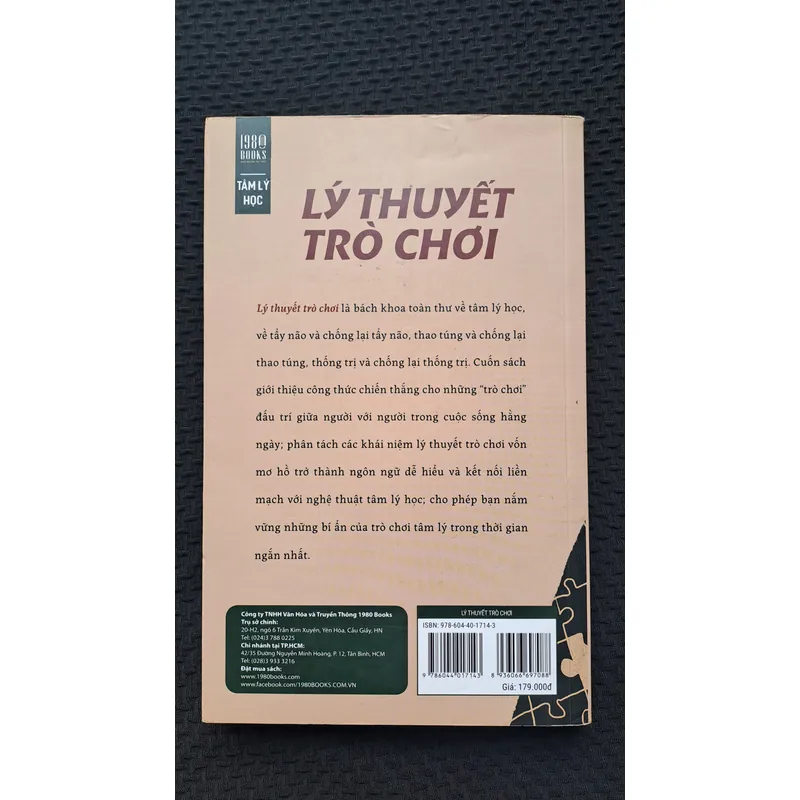 1980
BOOKS
TÂM LÝ
HỌC
LÝ THUYẾT
TRÒ CHƠI
Lý thuyết trò chơi là bách khoa toàn thư về tâm lý học,
về tẩy não và chống lại tẩy não, thao túng và chống lại
thao túng, thống trị và chống lại thống trị. Cuốn sách
giới thiệu công thức chiến thắng cho những “trò chơi”
đấu trí giữa người với người trong cuộc sống hằng
ngày; phân tách các khái niệm lý thuyết trò chơi vốn
mơ hồ trở thành ngôn ngữ dễ hiểu và kết nối liền
mạch với nghệ thuật tâm lý học; cho phép bạn nắm
vững những bí ẩn của trò chơi tâm lý trong thời gian
ngắn nhất.
Công ty TNHH Văn Hóa và Truyền Thông 1980 Books
Trụ sở chính:
20-H2, ngõ 6 Trần Kim Xuyến, Yên Hòa, Cầu Giấy, HN
Tel: (024)3 788 0225
Chi nhánh tại TP.HCM:
42/35 Đường Nguyễn Minh Hoàng, P. 12, Tân Bình, HCM
Tel: (028)3 933 3216
Đặt mua sách:
www.1980books.com
www.facebook.com/1980BOOKS.COM.VN
LÝ THUYẾT TRÒ CHƠI
ISBN: 978-604-40-1714-3
9 786044 017143
8 936066 697088
Giá: 179.000đ